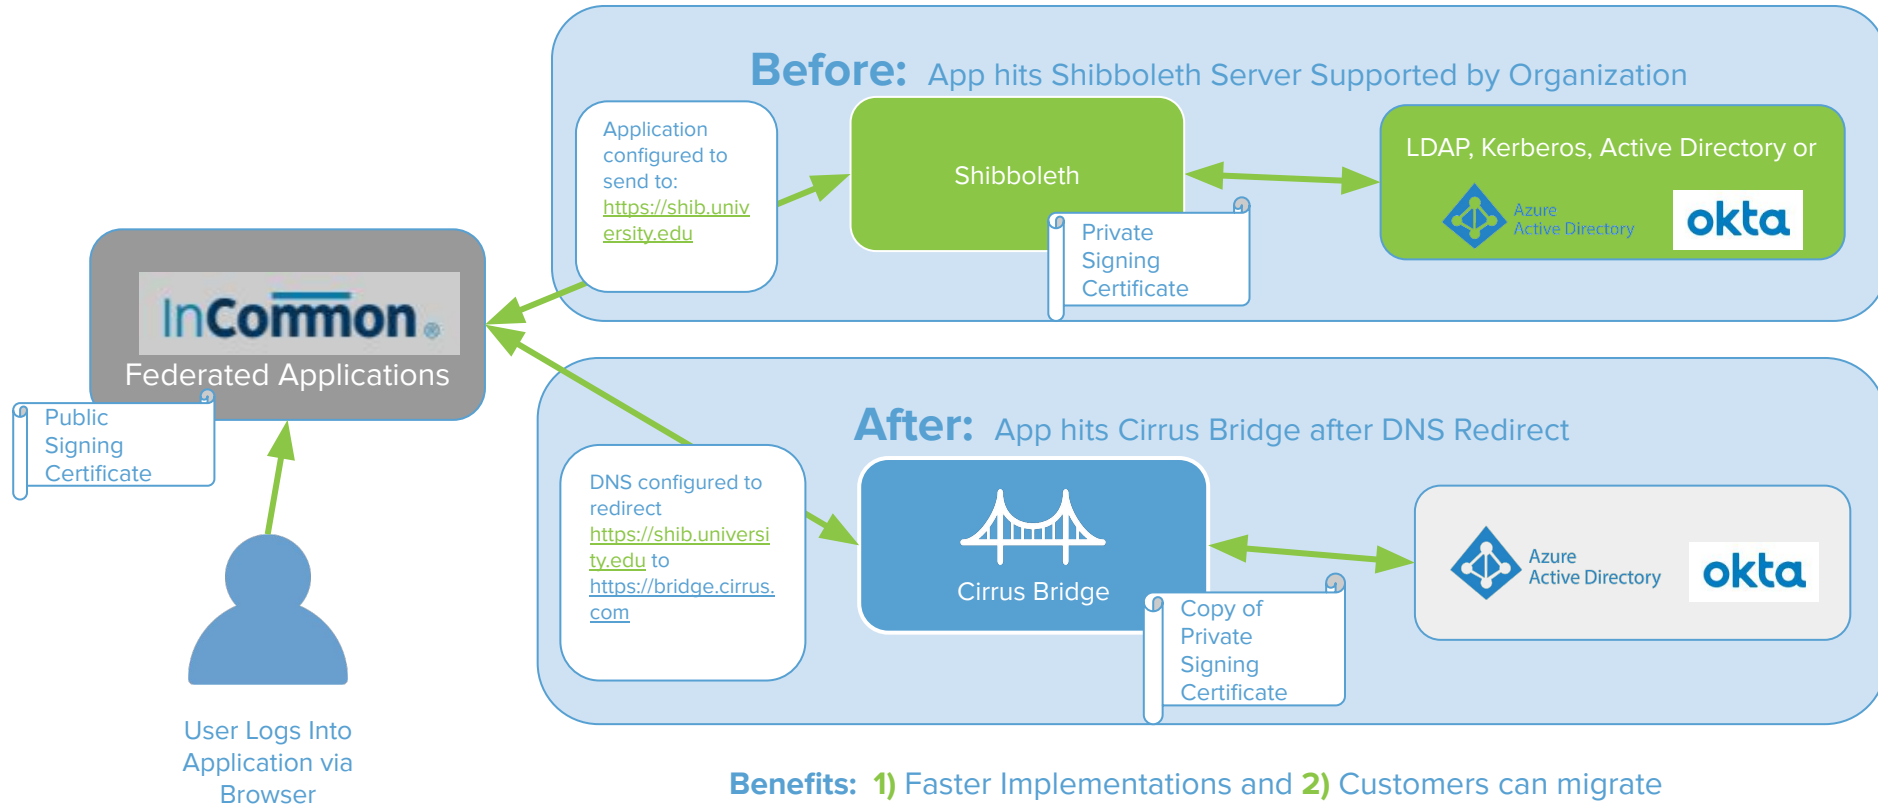 Before: App hits Shibboleth Server Supported by Organization
Application
configured to
send to:
https://shib.univ
ersity.edu
Shibboleth
Private
Signing
Certificate
LDAP, Kerberos, Active Directory or
Azure
Active Directory
okta
InCommon®
Federated Applications
Public
Signing
Certificate
User Logs Into
Application via
Browser
After: App hits Cirrus Bridge after DNS Redirect
DNS configured to
redirect
https://shib.universi
ty.edu to
https://bridge.cirrus.
com
Cirrus Bridge
Copy of
Private
Signing
Certificate
Azure
Active Directory
okta
Benefits: 1) Faster Implementations and 2) Customers can migrate